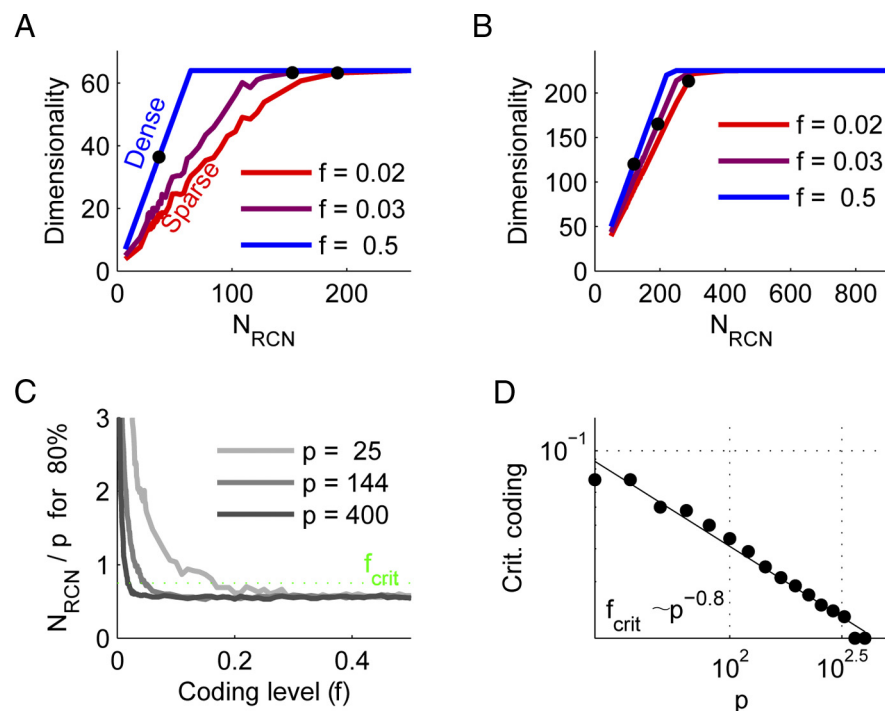 A
Dimensionality
60
40
20
0
Dense
Sparse
f = 0.02
f = 0.03
f = 0.5
0
100
200
N_RCN
B
Dimensionality
200
150
100
50
0
f = 0.02
f = 0.03
f = 0.5
0
200
400
600
800
N_RCN
C
N_RCN / p for 80%
3
2
1
0
p = 25
p = 144
p = 400
f_crit
0
0.2
0.4
Coding level (f)
D
Crit. coding
10^-1
f_crit ~p^-0.8
10^2
10^2.5
p